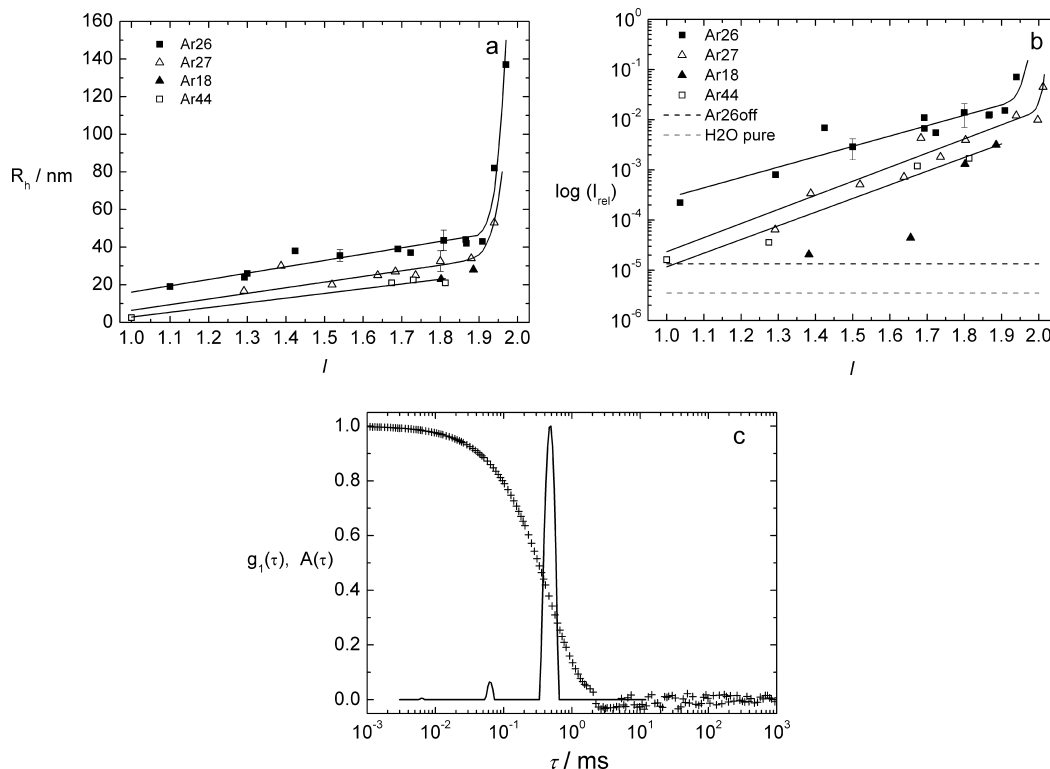 a
160
140
120
100
80
60
40
20
0
R_h / nm
Ar26
Ar27
Ar18
Ar44
1.0 1.1 1.2 1.3 1.4 1.5 1.6 1.7 1.8 1.9 2.0
l
b
10^0
10^-1
10^-2
10^-3
10^-4
10^-5
10^-6
log (I_rel)
Ar26
Ar27
Ar18
Ar44
Ar26off
H2O pure
1.0 1.1 1.2 1.3 1.4 1.5 1.6 1.7 1.8 1.9 2.0
l
c
1.0
0.8
0.6
0.4
0.2
0.0
g_1(τ), A(τ)
10^-3 10^-2 10^-1 10^0 10^1 10^2 10^3
τ / ms